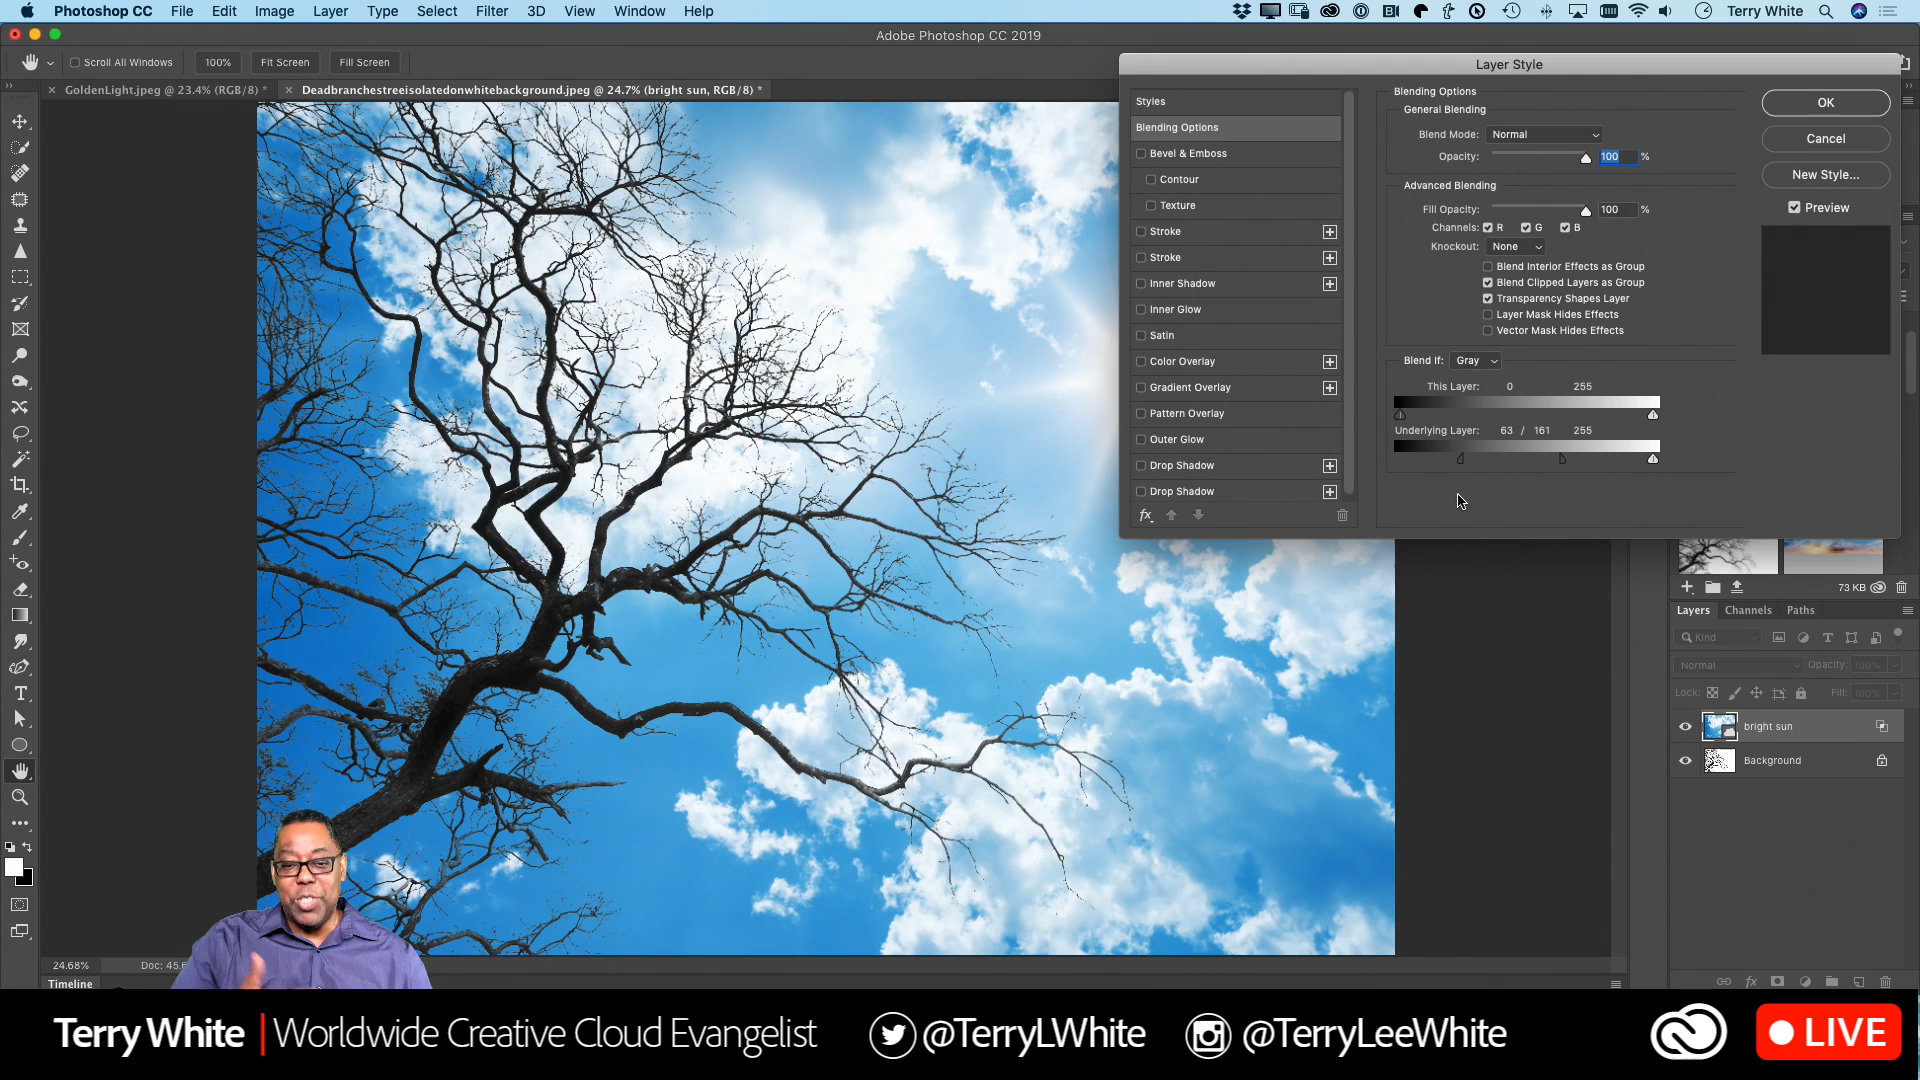 Photoshop CC File Edit Image Layer Type Select Filter 3D View Window Help Terry White
Adobe Photoshop CC 2019
Scroll All Windows 100% Fit Screen Fill Screen
GoldenLight.jpeg @ 23.4% (RGB/8) * Deadbranchestreeisolatedonwhitebackground.jpeg @ 24.7% (bright sun, RGB/8) *
Layer Style
Styles
Blending Options
Bevel & Emboss
Contour
Texture
Stroke
Stroke
Inner Shadow
Inner Glow
Satin
Color Overlay
Gradient Overlay
Pattern Overlay
Outer Glow
Drop Shadow
Drop Shadow
fx
Blending Options
General Blending
Blend Mode: Normal
Opacity: 100 %
Advanced Blending
Fill Opacity: 100 %
Channels: R G B
Knockout: None
Blend Interior Effects as Group
Blend Clipped Layers as Group
Transparency Shapes Layer
Layer Mask Hides Effects
Vector Mask Hides Effects
Blend If: Gray
This Layer: 0 255
Underlying Layer: 63 / 161 255
OK
Cancel
New Style...
Preview
73 KB
Layers Channels Paths
Kind
Normal Opacity: 100%
Lock: Fill: 100%
bright sun
Background
fx
24.68% Doc: 45.
Timeline
Terry White | Worldwide Creative Cloud Evangelist @TerryLWhite @TerryLeeWhite LIVE